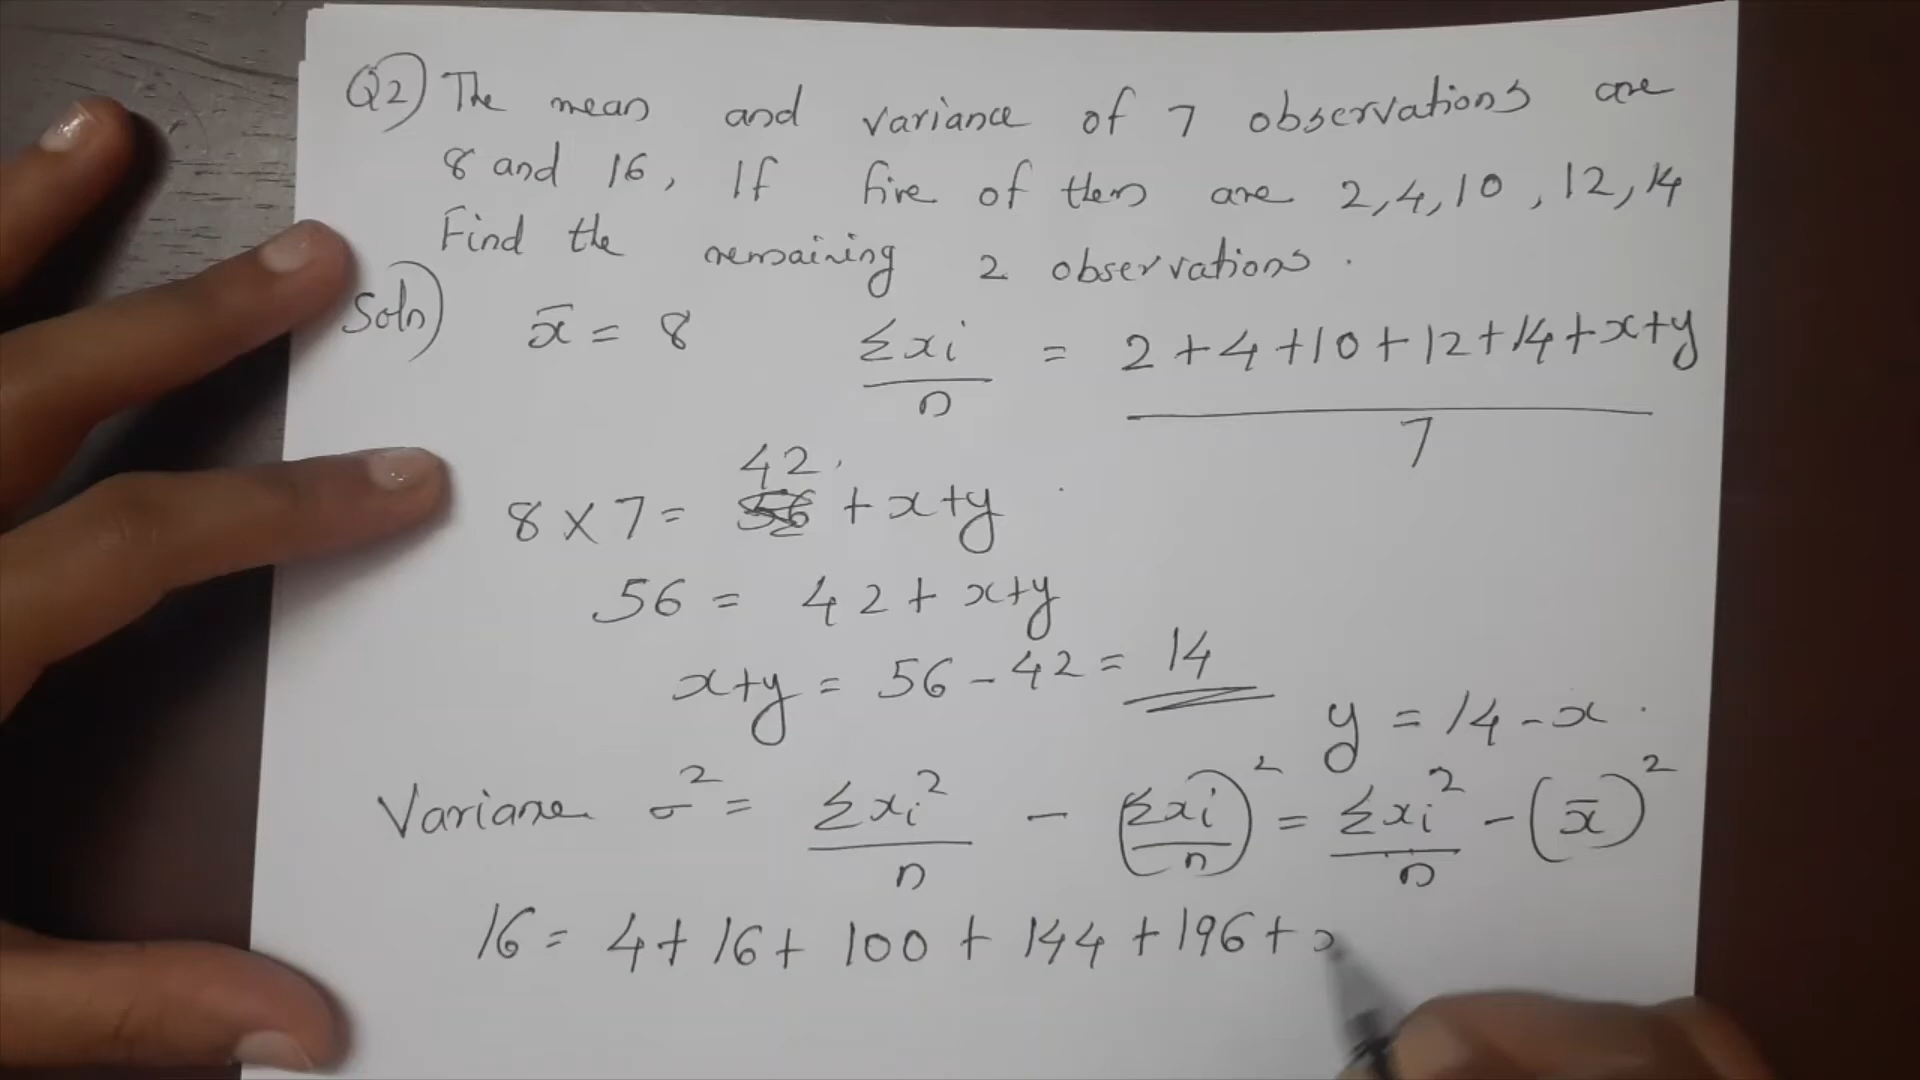 Q2) The mean and variance of 7 observations are
8 and 16, If five of them are 2,4,10,12,14
Find the remaining 2 observations.
Soln) x̄ = 8 Σxi/n = (2+4+10+12+14+x+y)/7
42
8 × 7 = 56 + x+y
56 = 42 + x+y
x+y = 56 - 42 = 14
y = 14 - x.
Variance σ² = Σxi²/n - (Σxi/n)² = Σxi²/n - (x̄)²
16 = 4 + 16 + 100 + 144 + 196 + x